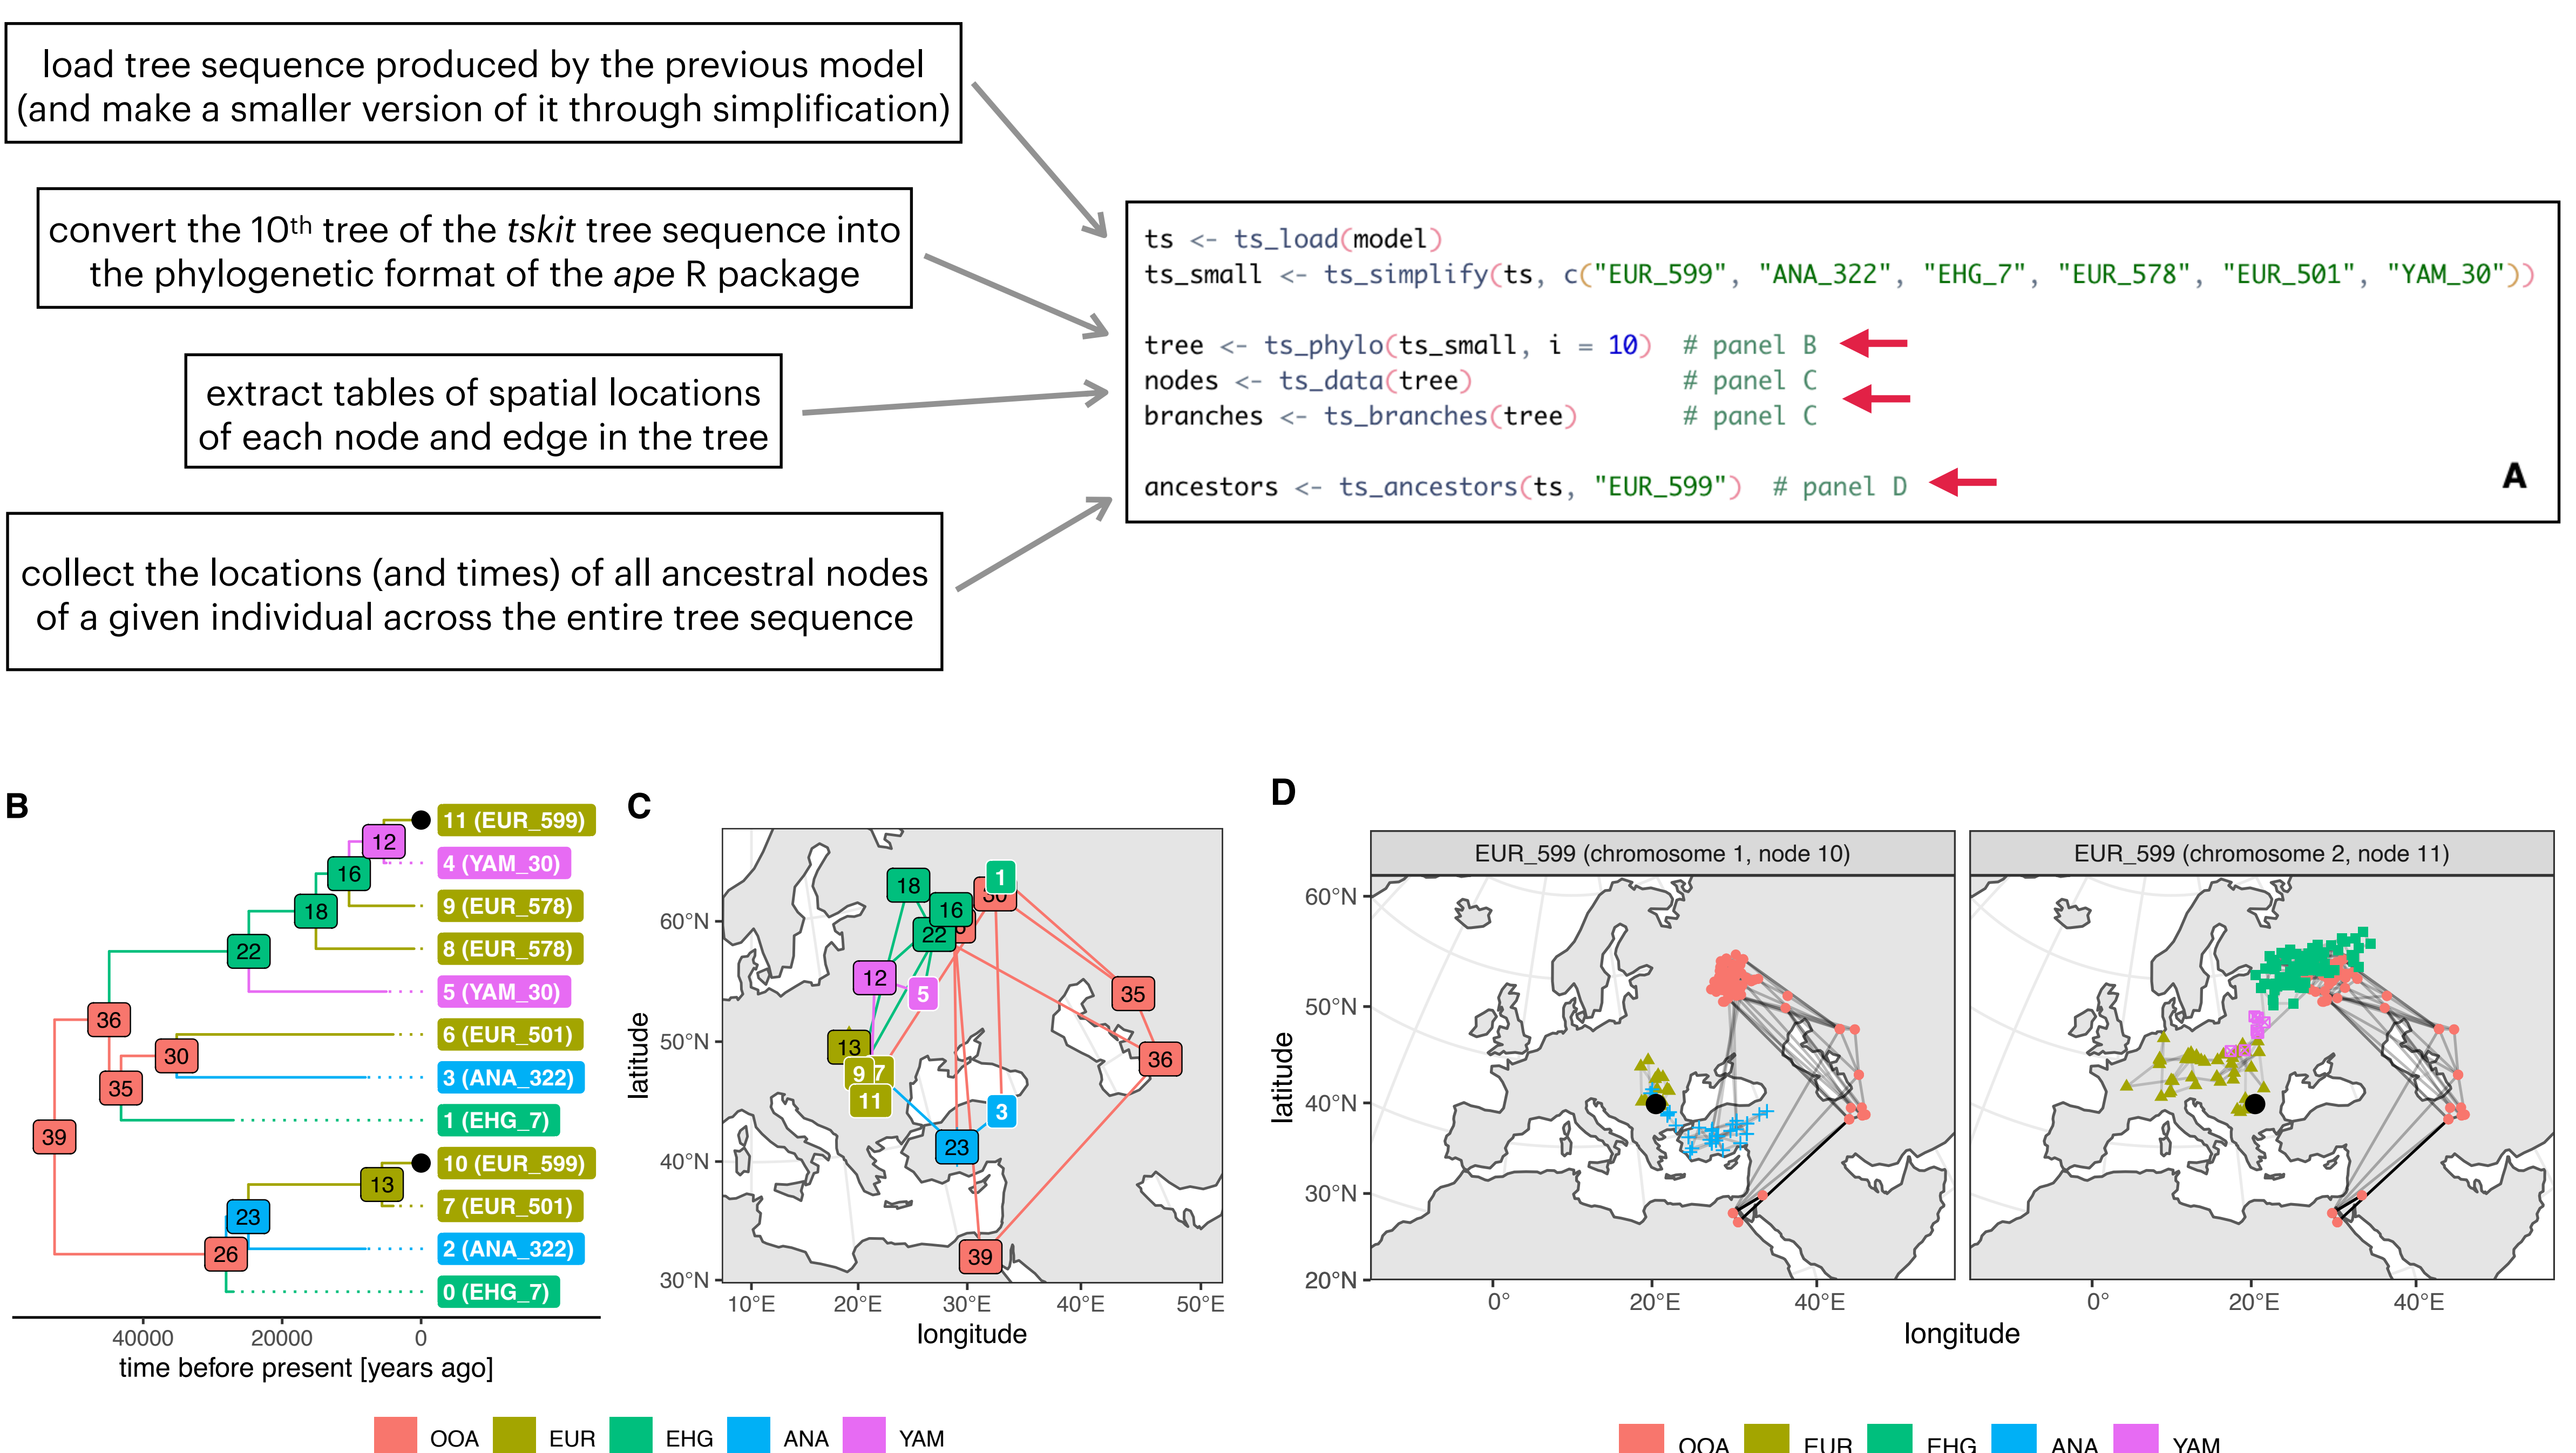 load tree sequence produced by the previous model
(and make a smaller version of it through simplification)
convert the 10th tree of the tskit tree sequence into
the phylogenetic format of the ape R package
extract tables of spatial locations
of each node and edge in the tree
collect the locations (and times) of all ancestral nodes
of a given individual across the entire tree sequence
ts <- ts_load(model)
ts_small <- ts_simplify(ts, c("EUR_599", "ANA_322", "EHG_7", "EUR_578", "EUR_501", "YAM_30"))
tree <- ts_phylo(ts_small, i = 10) # panel B
nodes <- ts_data(tree) # panel C
branches <- ts_branches(tree) # panel C
ancestors <- ts_ancestors(ts, "EUR_599") # panel D
A
B
11 (EUR_599)
12
4 (YAM_30)
16
9 (EUR_578)
18
8 (EUR_578)
22
5 (YAM_30)
36
6 (EUR_501)
30
3 (ANA_322)
35
1 (EHG_7)
39
10 (EUR_599)
13
7 (EUR_501)
23
2 (ANA_322)
26
0 (EHG_7)
40000 20000 0
time before present [years ago]
C
latitude
60°N
50°N
40°N
30°N
18
1
30
16
22
12
5
35
13
36
9
7
11
3
23
39
10°E 20°E 30°E 40°E 50°E
longitude
OOA EUR EHG ANA YAM
D
EUR_599 (chromosome 1, node 10)
EUR_599 (chromosome 2, node 11)
latitude
60°N
50°N
40°N
30°N
20°N
0° 20°E 40°E
0° 20°E 40°E
longitude
OOA EUR EHG ANA YAM